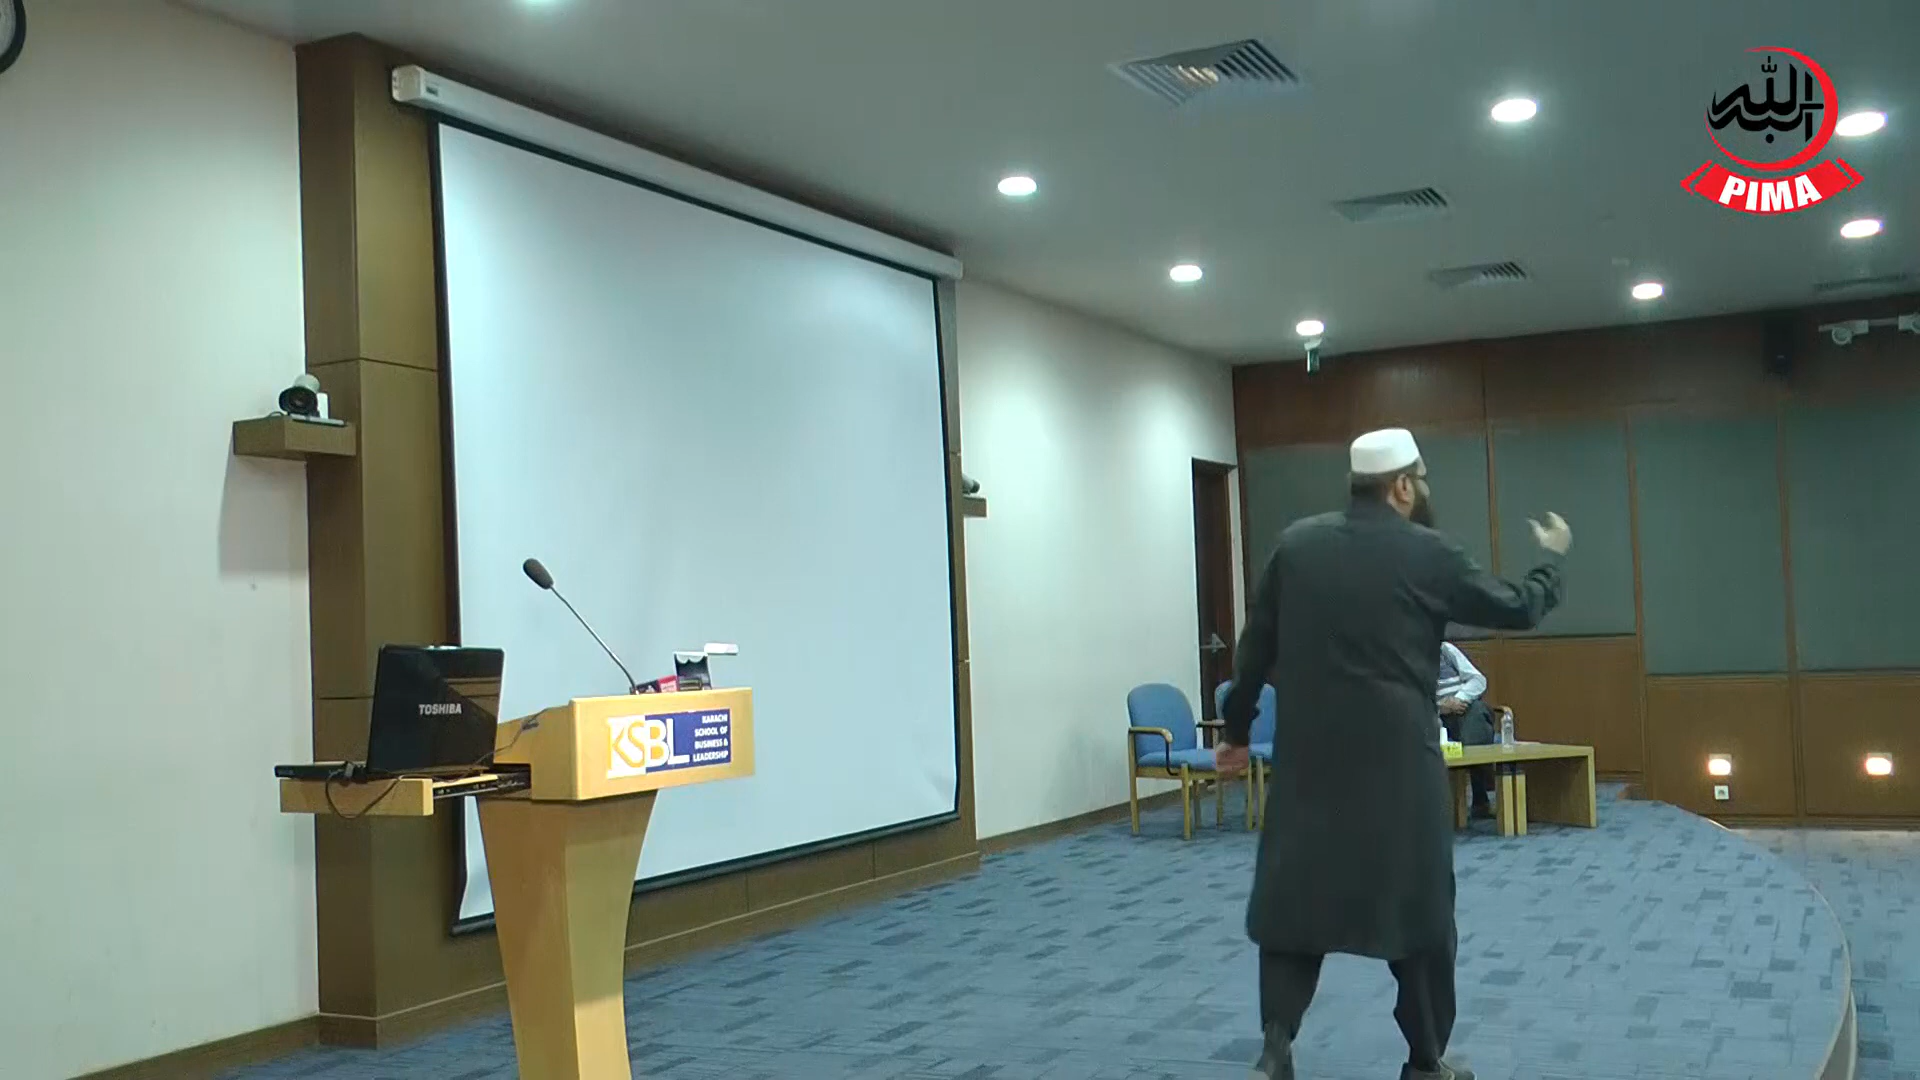 الله
PIMA
TOSHIBA
KSBL
KARACHI
SCHOOL OF
BUSINESS &
LEADERSHIP